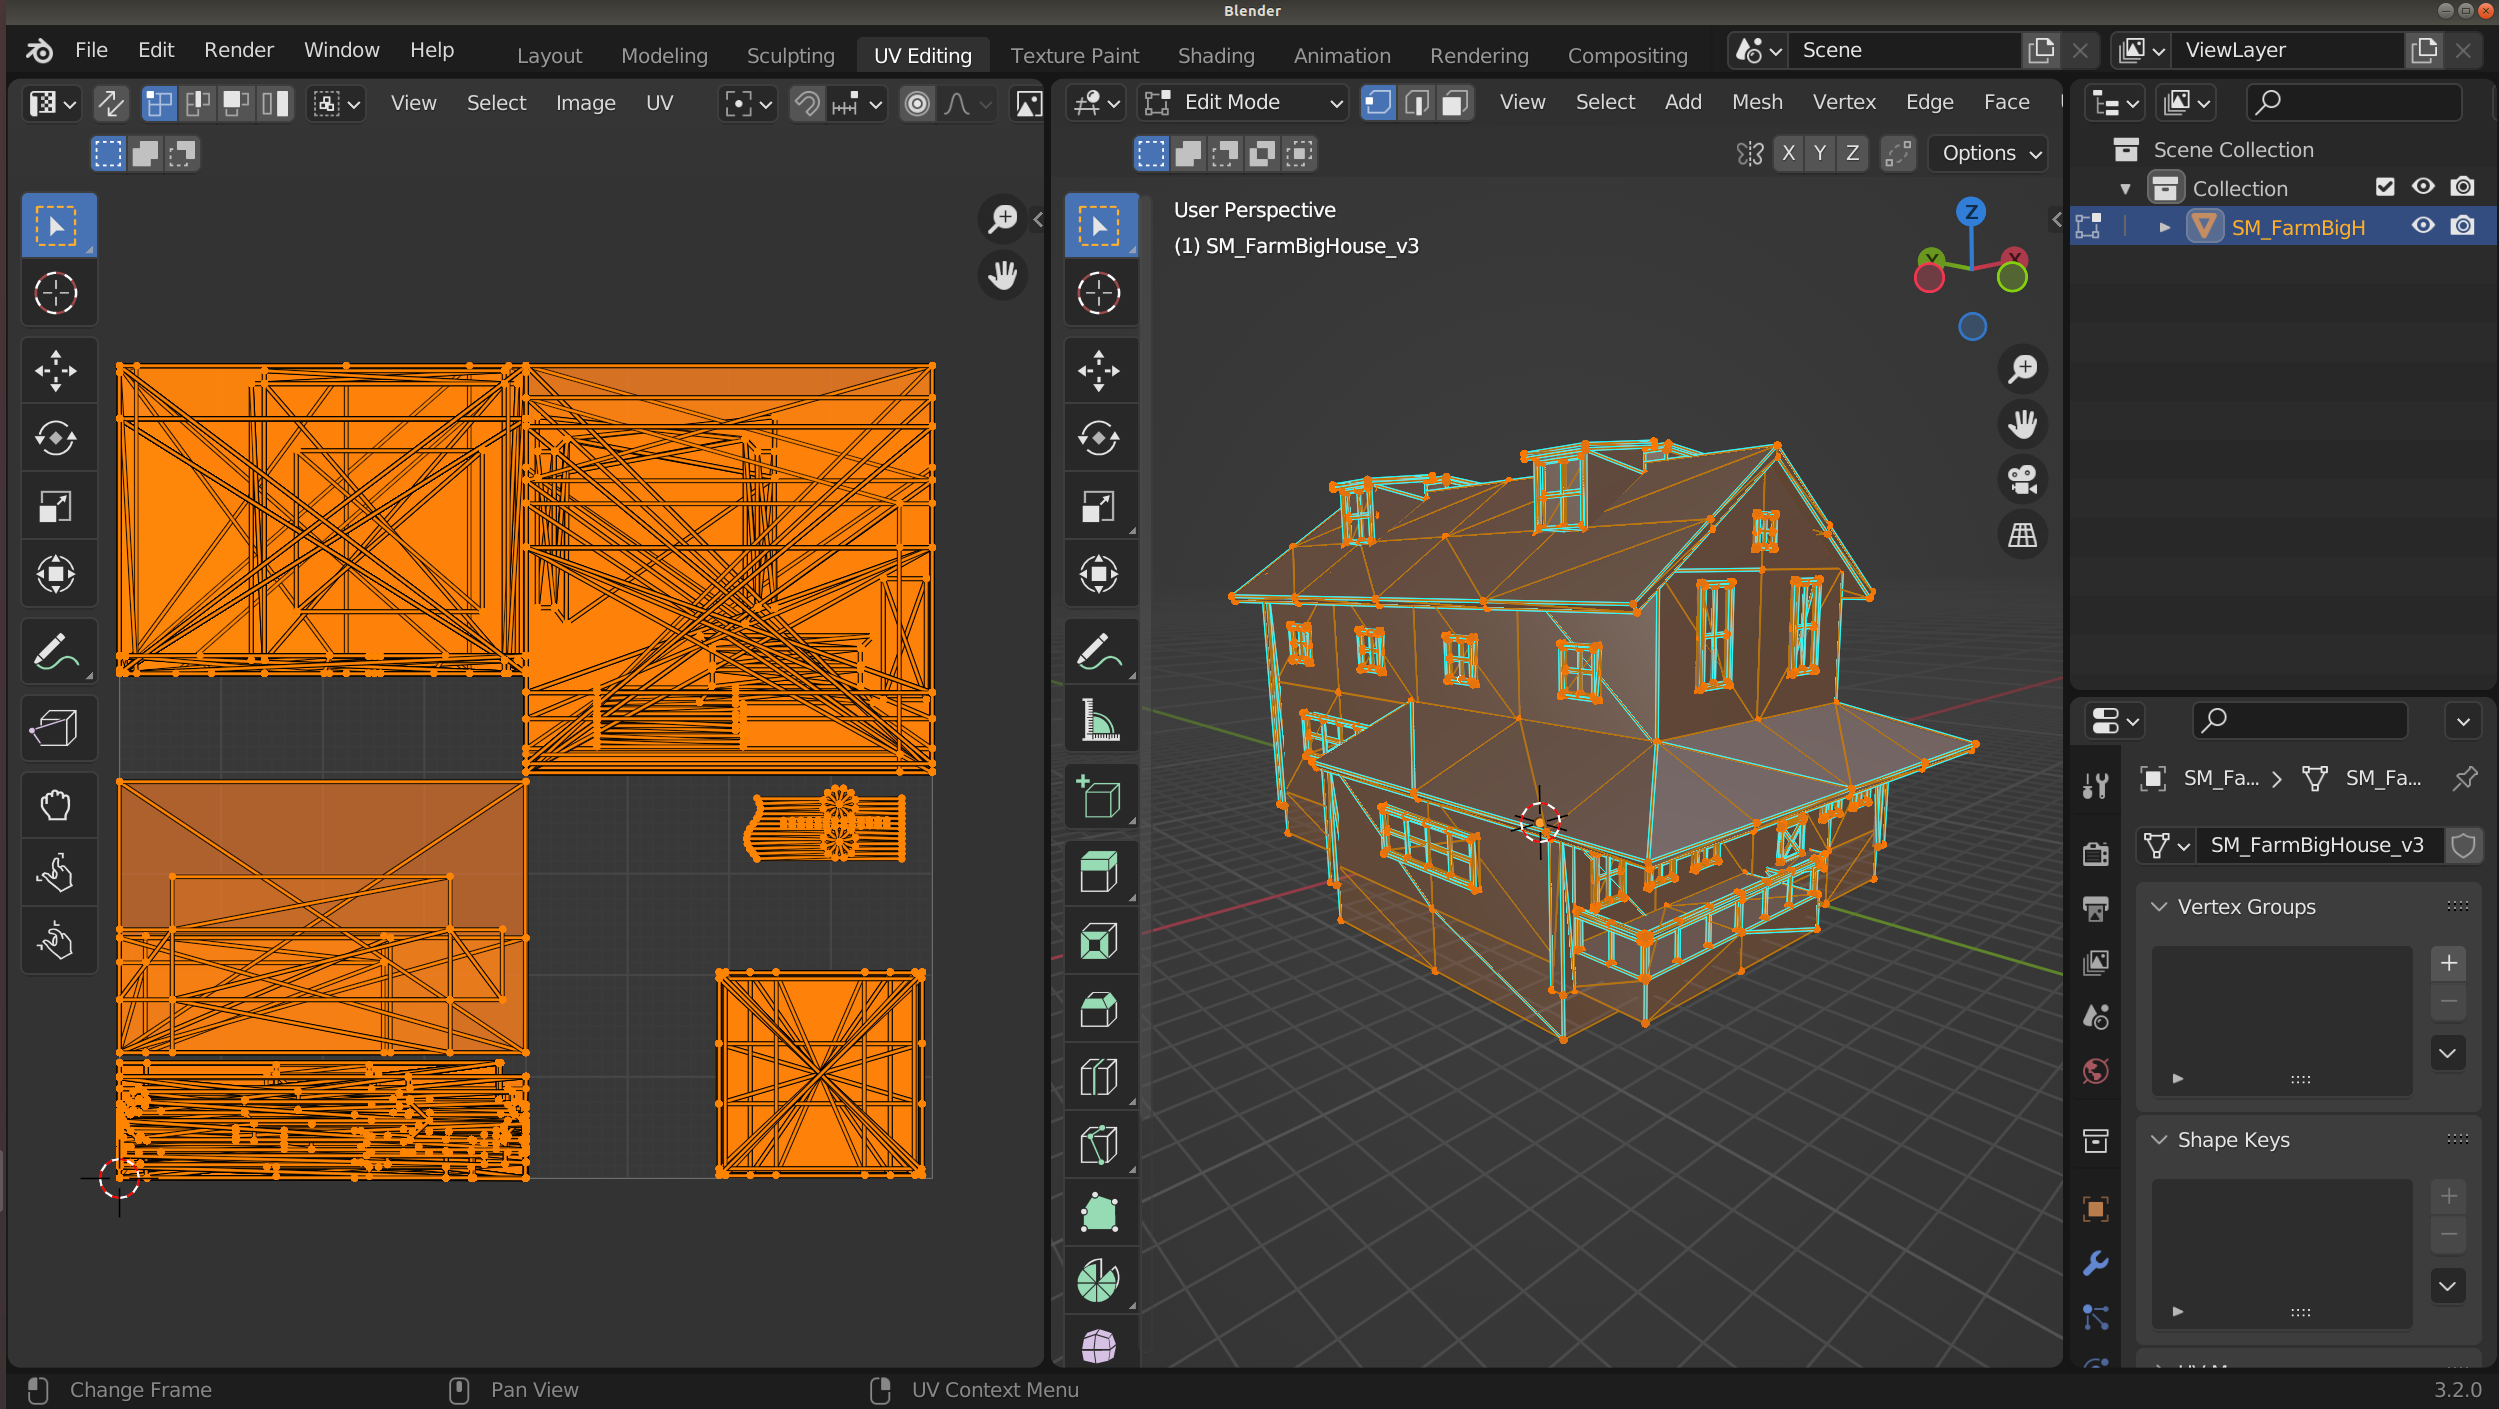 Blender
File Edit Render Window Help Layout Modeling Sculpting UV Editing Texture Paint Shading Animation Rendering Compositing Scene ViewLayer
View Select Image UV
Edit Mode View Select Add Mesh Vertex Edge Face
X Y Z Options
Scene Collection
Collection
SM_FarmBigH
User Perspective
(1) SM_FarmBigHouse_v3
Z
Y X
SM_Fa... SM_Fa...
SM_FarmBigHouse_v3
Vertex Groups
Shape Keys
Change Frame Pan View UV Context Menu 3.2.0